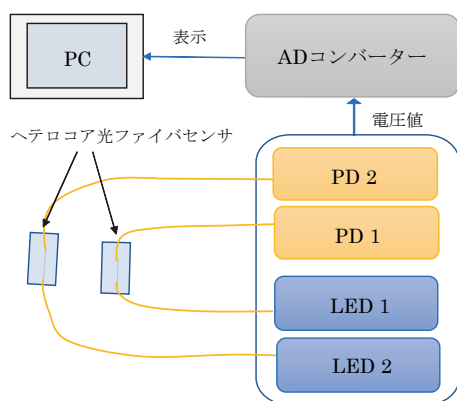 PC
表示
ADコンバーター
電圧値
ヘテロコア光ファイバセンサ
PD 2
PD 1
LED 1
LED 2